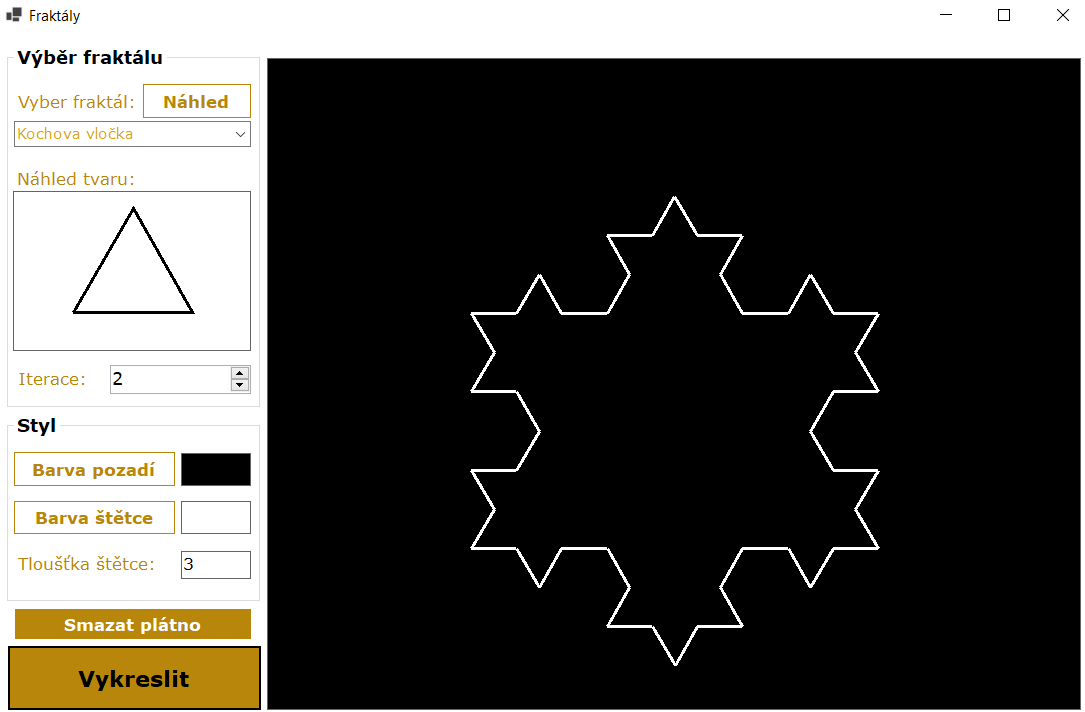 Fraktály
Výběr fraktálu
Vyber fraktál: Náhled
Kochova vločka
Náhled tvaru:
Iterace: 2
Styl
Barva pozadí
Barva štětce
Tloušťka štětce: 3
Smazat plátno
Vykreslit